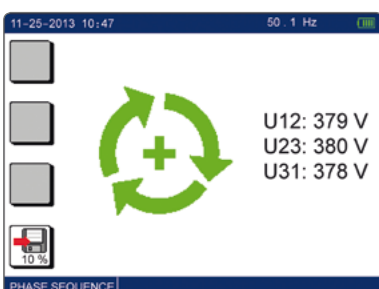 11-25-2013 10:47 50.1 Hz
U12: 379 V
U23: 380 V
U31: 378 V
10 %
PHASE SEQUENCE